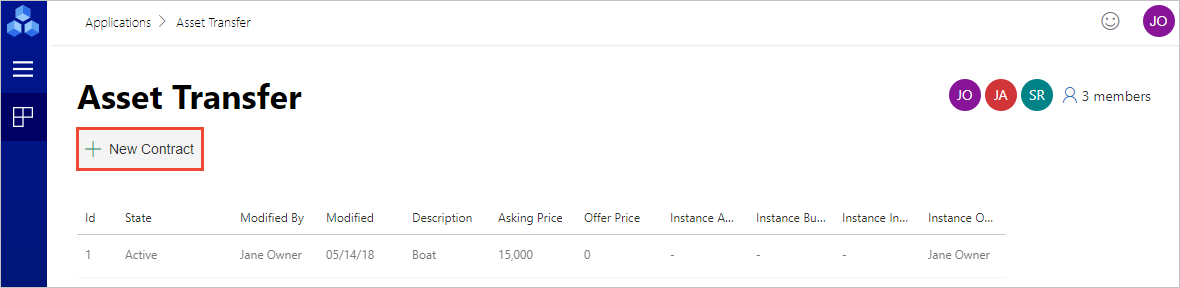 Applications > Asset Transfer
JO
Asset Transfer
JO JA SR 3 members
New Contract
Id State Modified By Modified Description Asking Price Offer Price Instance A... Instance Bu... Instance In... Instance O...
1 Active Jane Owner 05/14/18 Boat 15,000 0 - - - Jane Owner